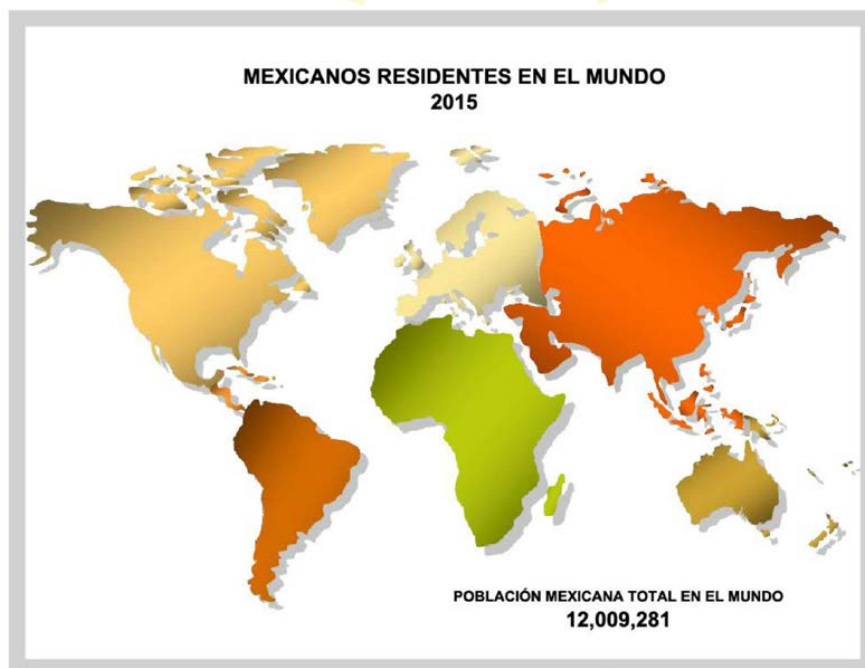 MEXICANOS RESIDENTES EN EL MUNDO
2015
POBLACIÓN MEXICANA TOTAL EN EL MUNDO
12,009,281